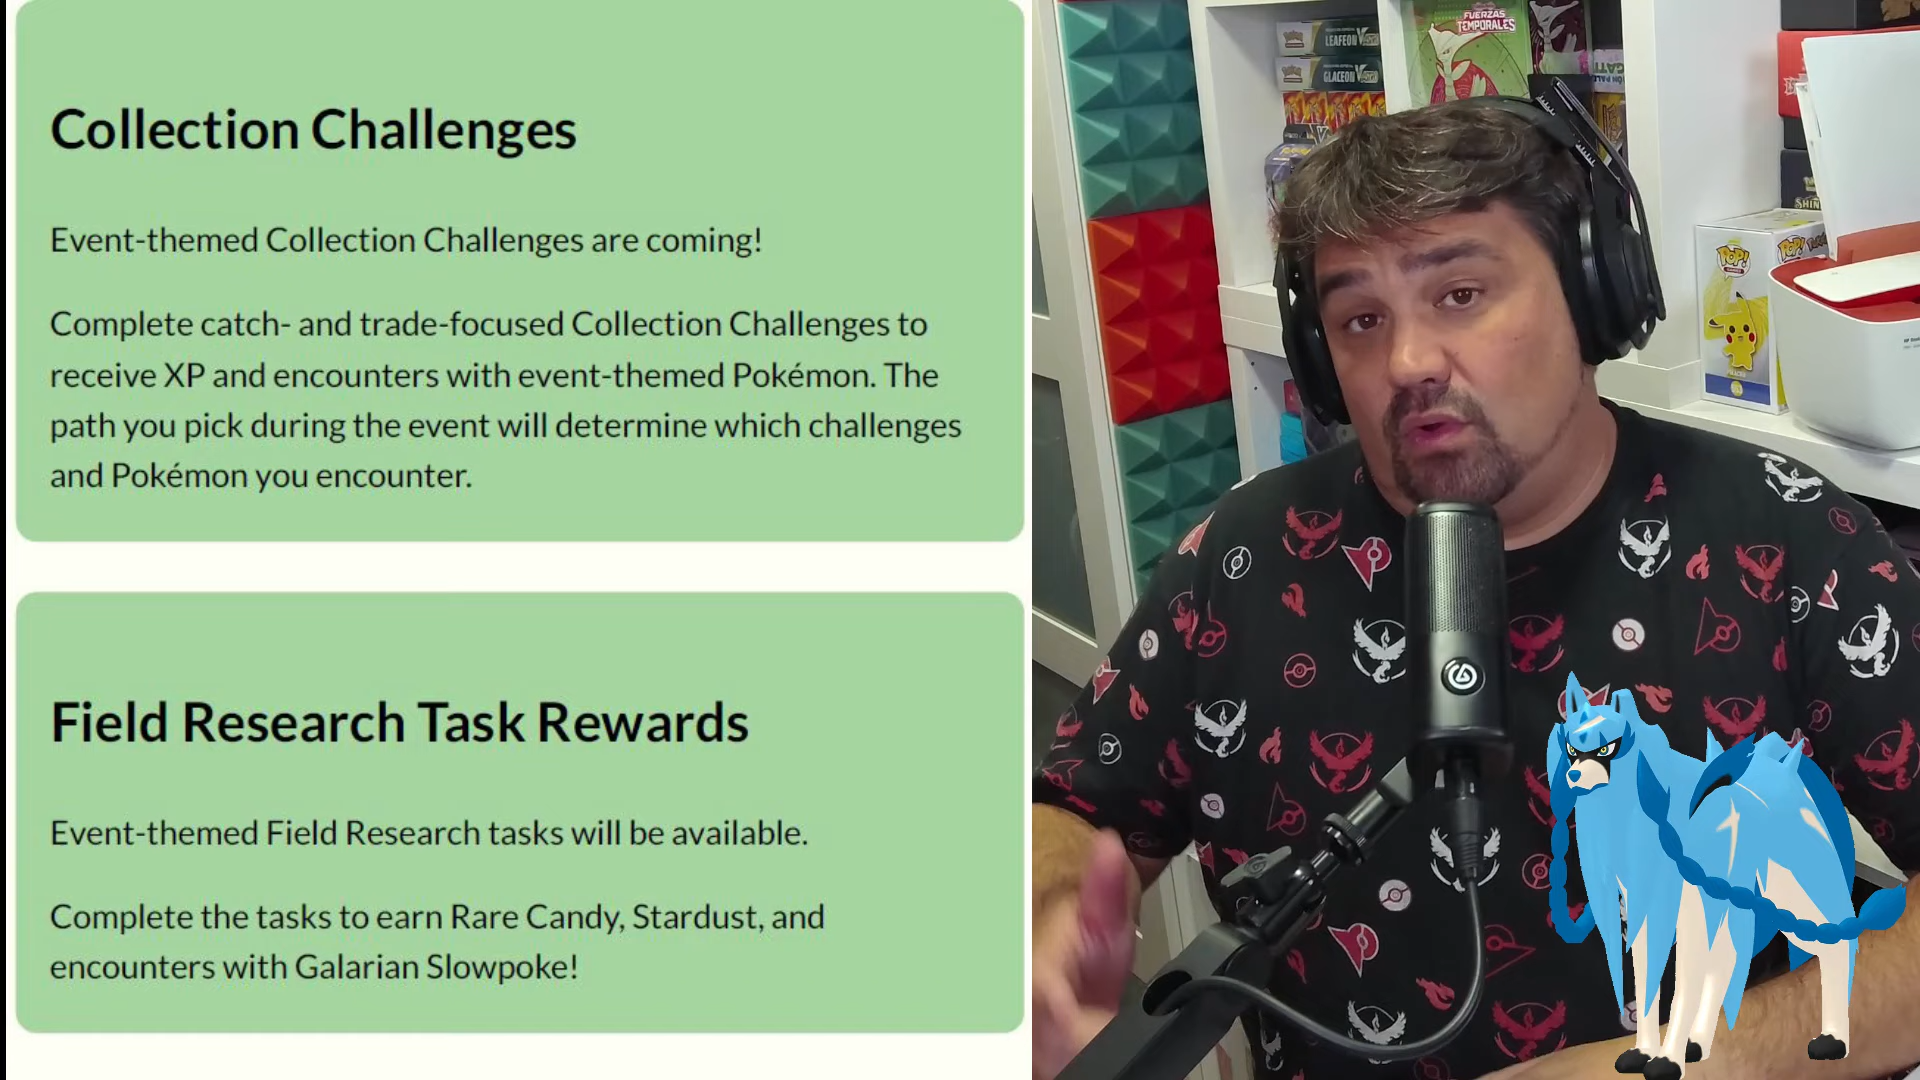 Collection Challenges
Event-themed Collection Challenges are coming!
Complete catch- and trade-focused Collection Challenges to
receive XP and encounters with event-themed Pokémon. The
path you pick during the event will determine which challenges
and Pokémon you encounter.
Field Research Task Rewards
Event-themed Field Research tasks will be available.
Complete the tasks to earn Rare Candy, Stardust, and
encounters with Galarian Slowpoke!
FUERZAS
TEMPORALES
LEAFEON
GLACEON
POP!
POP!